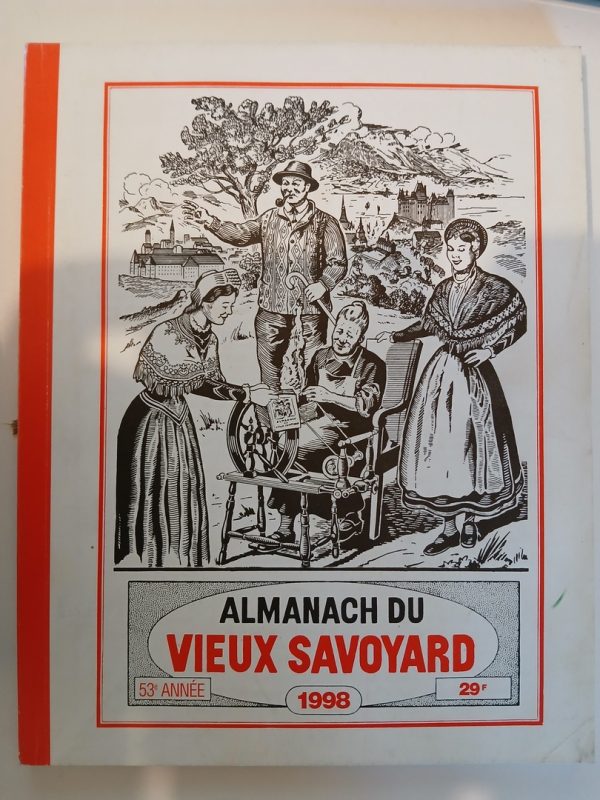 ALMANACH DU
VIEUX SAVOYARD
53e ANNÉE
1998
29F